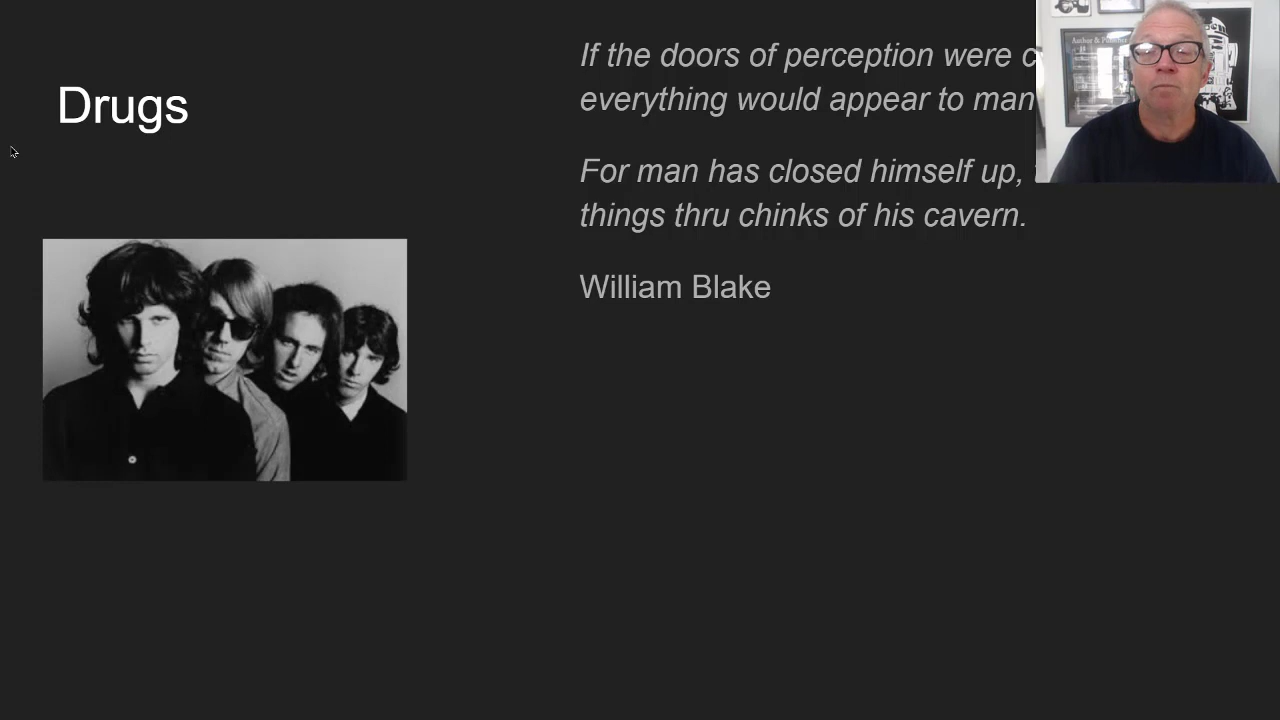 Drugs
If the doors of perception were
everything would appear to man
For man has closed himself up,
things thru chinks of his cavern.
William Blake
Author &